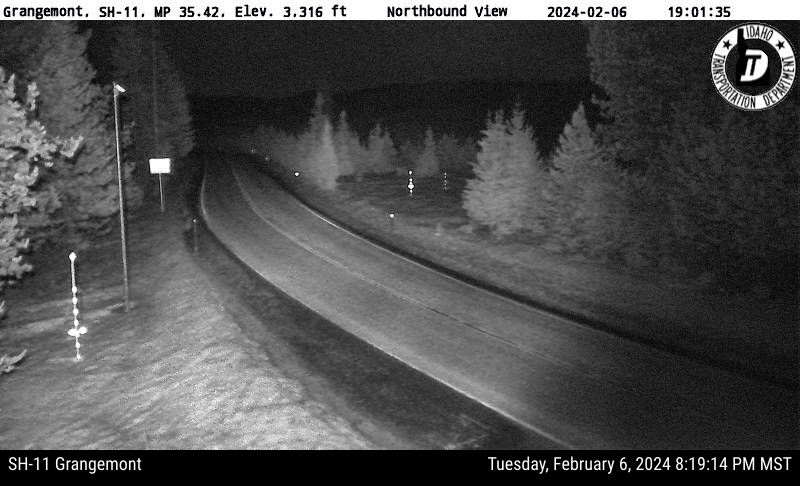 Grangemont, SH-11, MP 35.42, Elev. 3,316 ft Northbound View 2024-02-06 19:01:35
IDAHO
TRANSPORTATION DEPARTMENT
SH-11 Grangemont Tuesday, February 6, 2024 8:19:14 PM MST